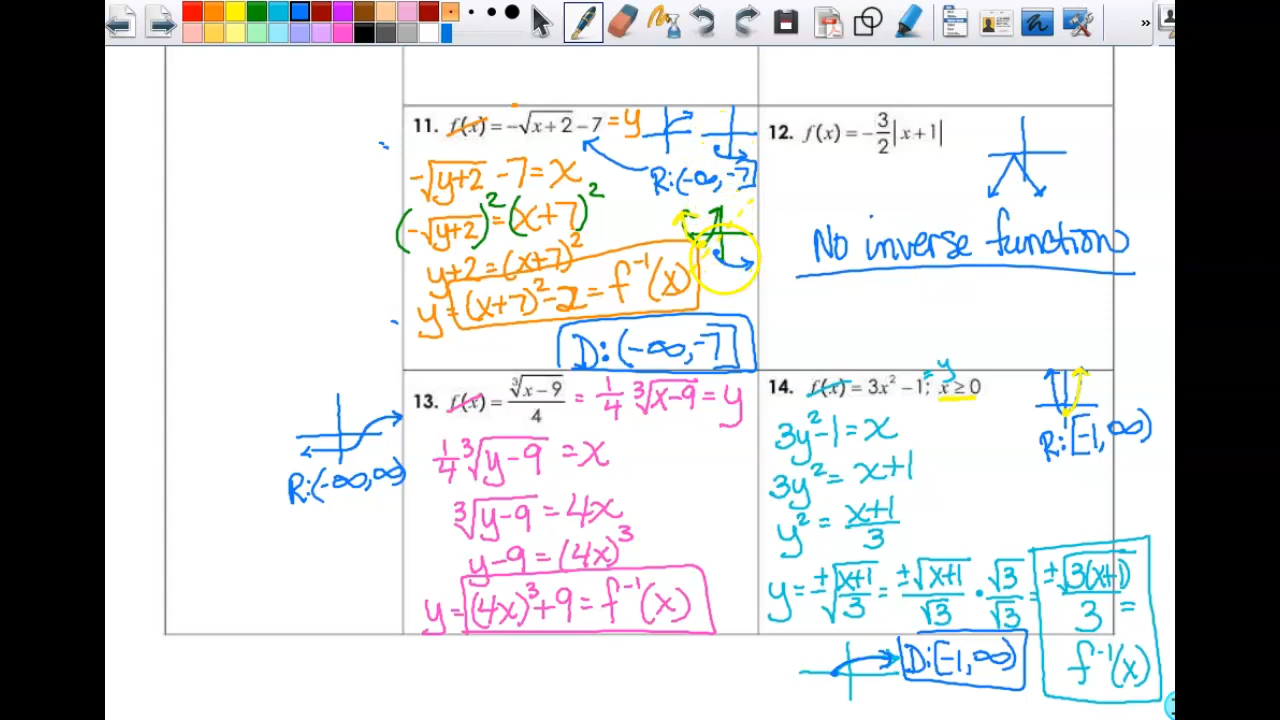 11. f(x) = -√(x+2) - 7 = y
R: (-∞, -7]
-√(y+2) - 7 = x
(-√(y+2))² = (x+7)²
y+2 = (x+7)²
y = (x+7)² - 2 = f⁻¹(x)
D: (-∞, -7]
12. f(x) = -3/2|x+1|
No inverse function
13. f(x) = ∛(x-9)/4 = 1/4 ∛(x-9) = y
R: (-∞, ∞)
1/4 ∛(y-9) = x
∛(y-9) = 4x
y-9 = (4x)³
y = (4x)³ + 9 = f⁻¹(x)
14. f(x) = 3x² - 1; x ≥ 0
= y
R: [-1, ∞)
3y² - 1 = x
3y² = x+1
y² = (x+1)/3
y = ±√((x+1)/3) = ±√(x+1)/√3 · √3/√3 = ±√(3(x+1))/3 =
f⁻¹(x)
D: [-1, ∞)
»